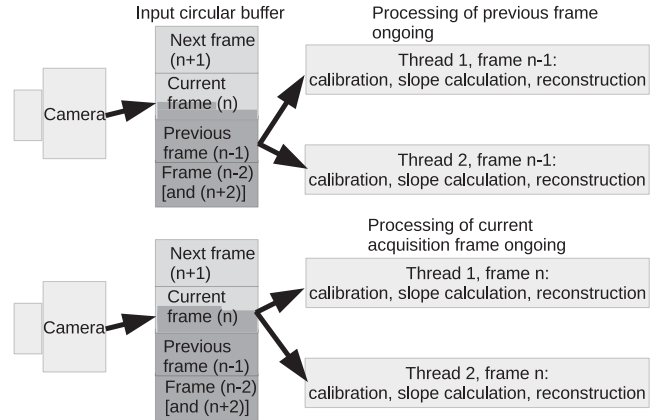 Input circular buffer
Processing of previous frame
ongoing
Next frame
(n+1)
Current
frame (n)
Previous
frame (n-1)
Frame (n-2)
[and (n+2)]
Camera
Thread 1, frame n-1:
calibration, slope calculation, reconstruction
Thread 2, frame n-1:
calibration, slope calculation, reconstruction
Processing of current
acquisition frame ongoing
Next frame
(n+1)
Current
frame (n)
Previous
frame (n-1)
Frame (n-2)
[and (n+2)]
Camera
Thread 1, frame n:
calibration, slope calculation, reconstruction
Thread 2, frame n:
calibration, slope calculation, reconstruction